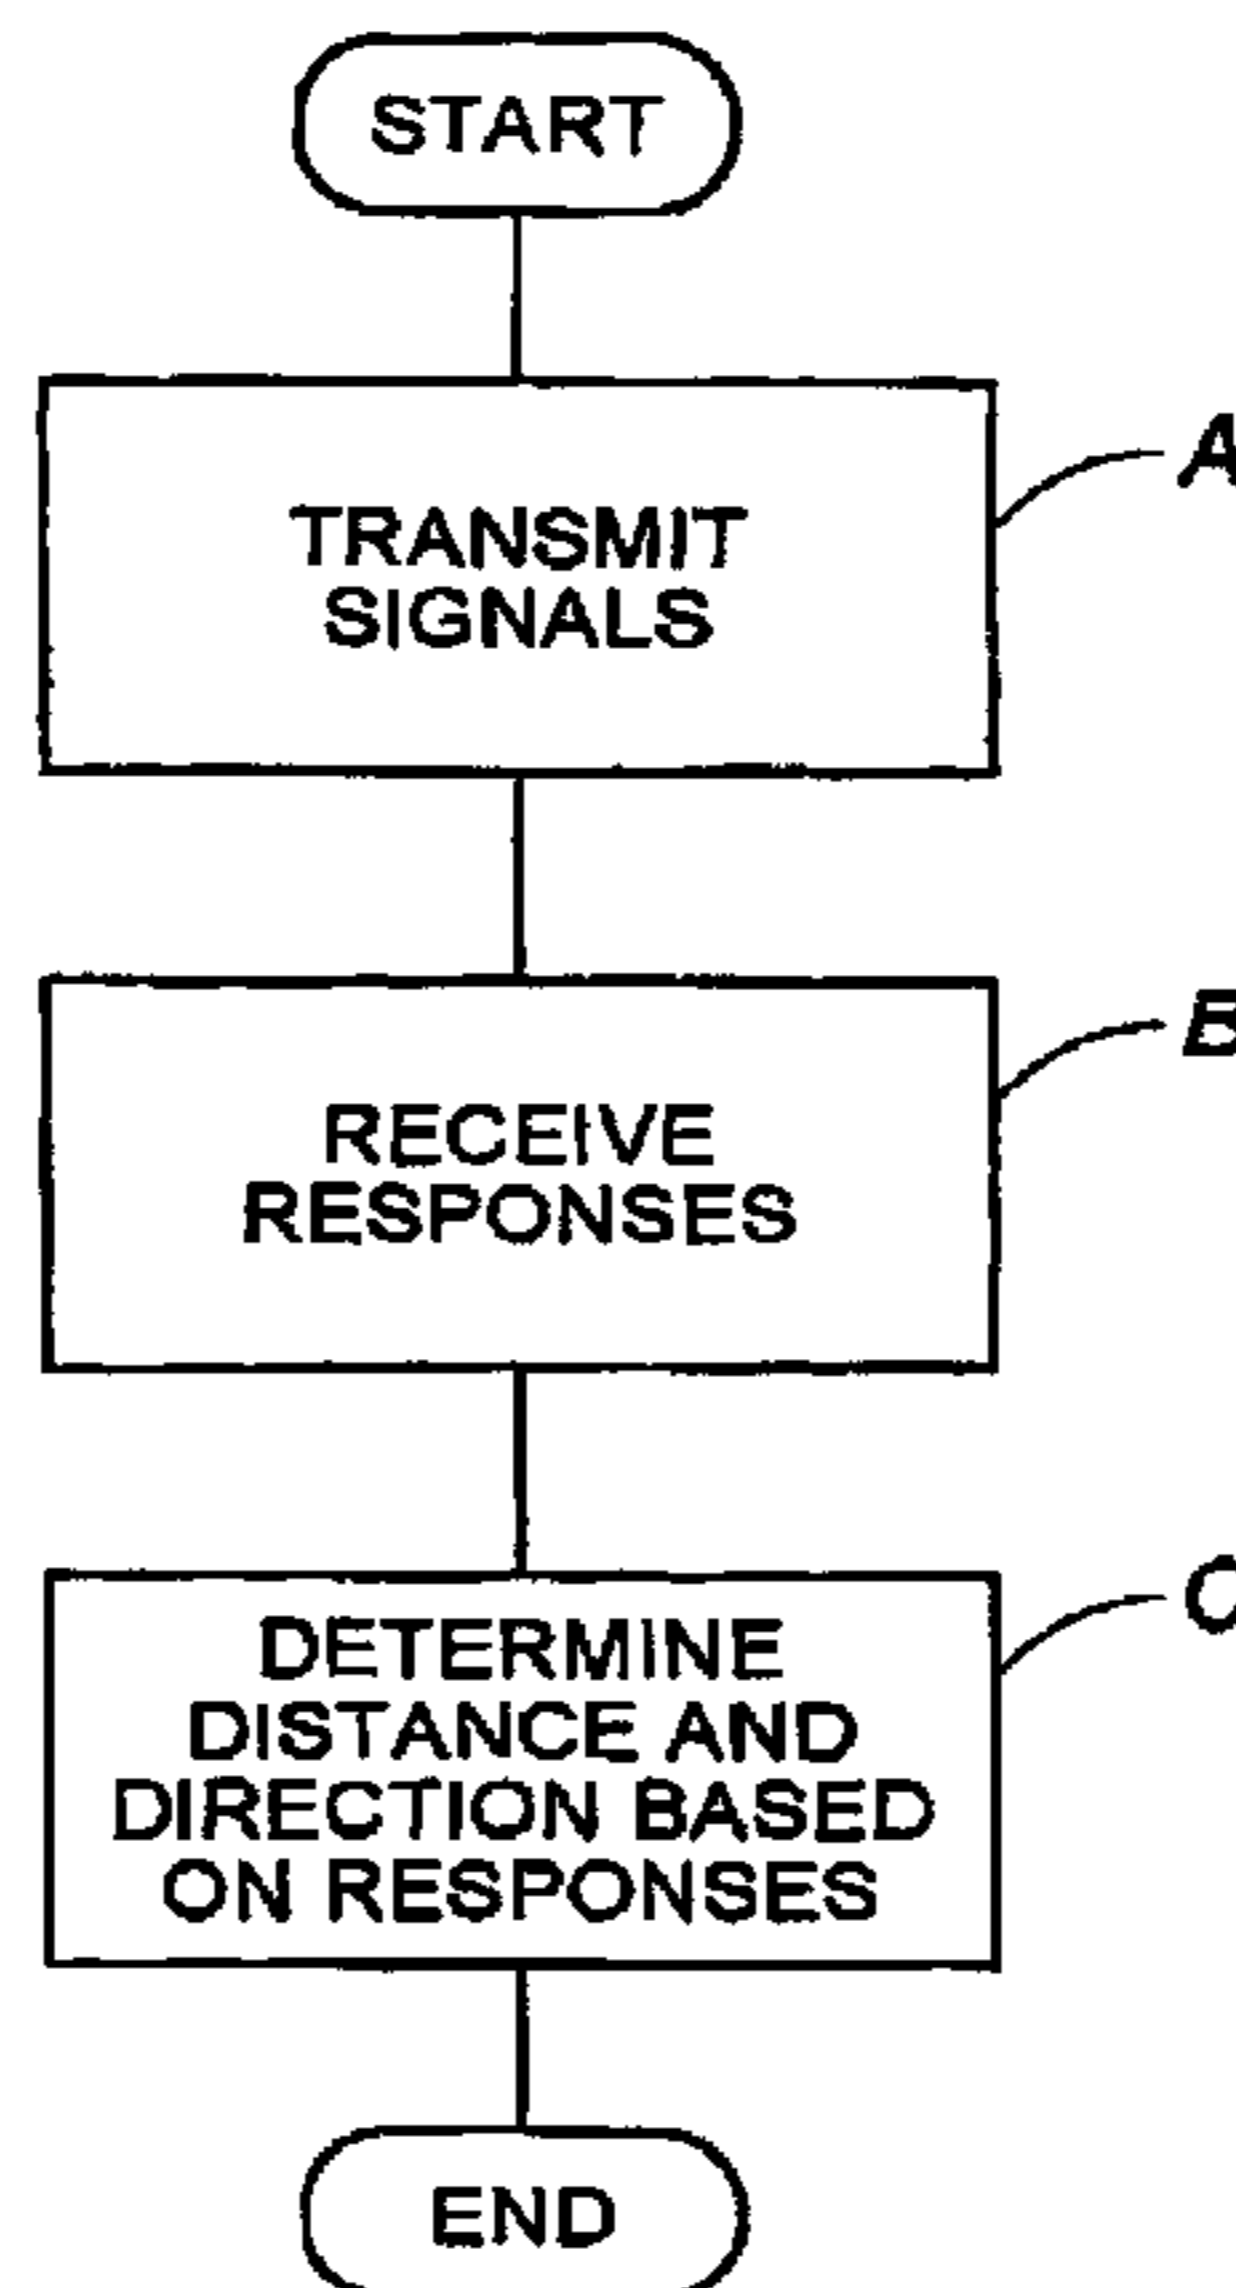 START
TRANSMIT
SIGNALS
A
RECEIVE
RESPONSES
B
DETERMINE
DISTANCE AND
DIRECTION BASED
ON RESPONSES
C
END